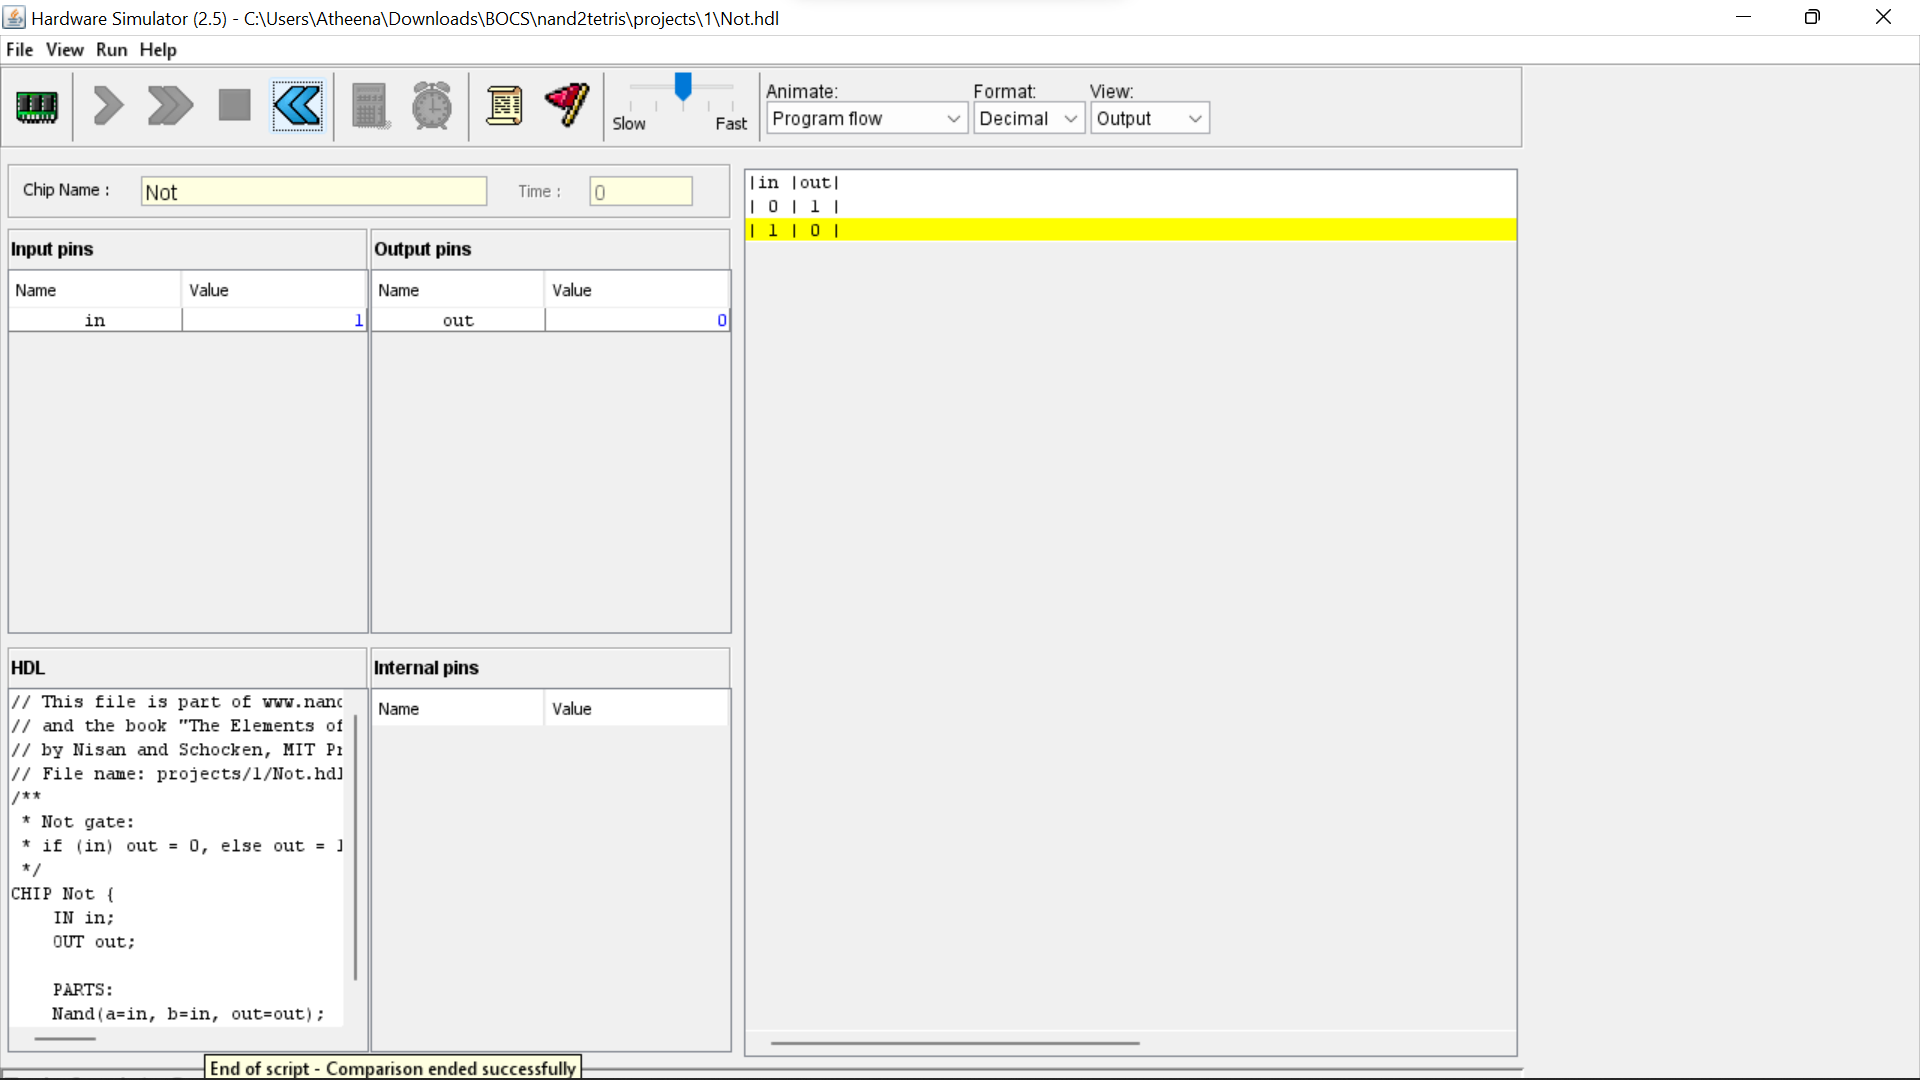 Hardware Simulator (2.5) - C:\Users\Atheena\Downloads\BOCS\nand2tetris\projects\1\Not.hdl
File View Run Help
Slow Fast
Animate: Format: View:
Program flow Decimal Output
Chip Name : Not Time : 0
|in |out|
| 0 | 1 |
| 1 | 0 |
Input pins Output pins
Name Value Name Value
in 1 out 0
HDL Internal pins
Name Value
// This file is part of www.nand
// and the book "The Elements of
// by Nisan and Schocken, MIT Pr
// File name: projects/1/Not.hdl
/**
* Not gate:
* if (in) out = 0, else out = 1
*/
CHIP Not {
IN in;
OUT out;
PARTS:
Nand(a=in, b=in, out=out);
End of script - Comparison ended successfully